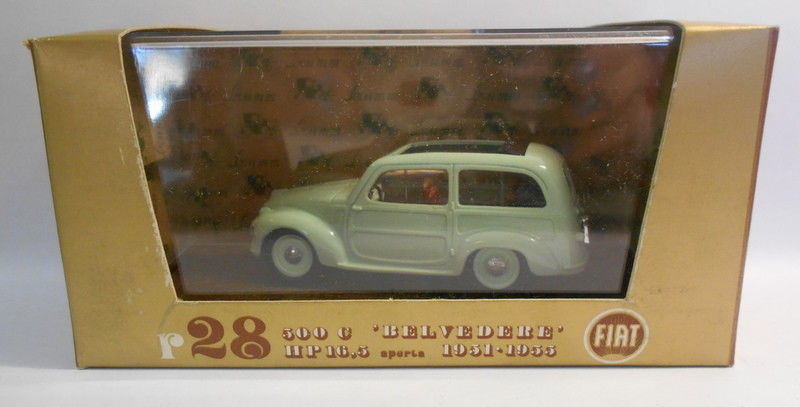 r28
500 C 'BELVEDERE'
HP 16,5 aperta 1951-1955
FIAT